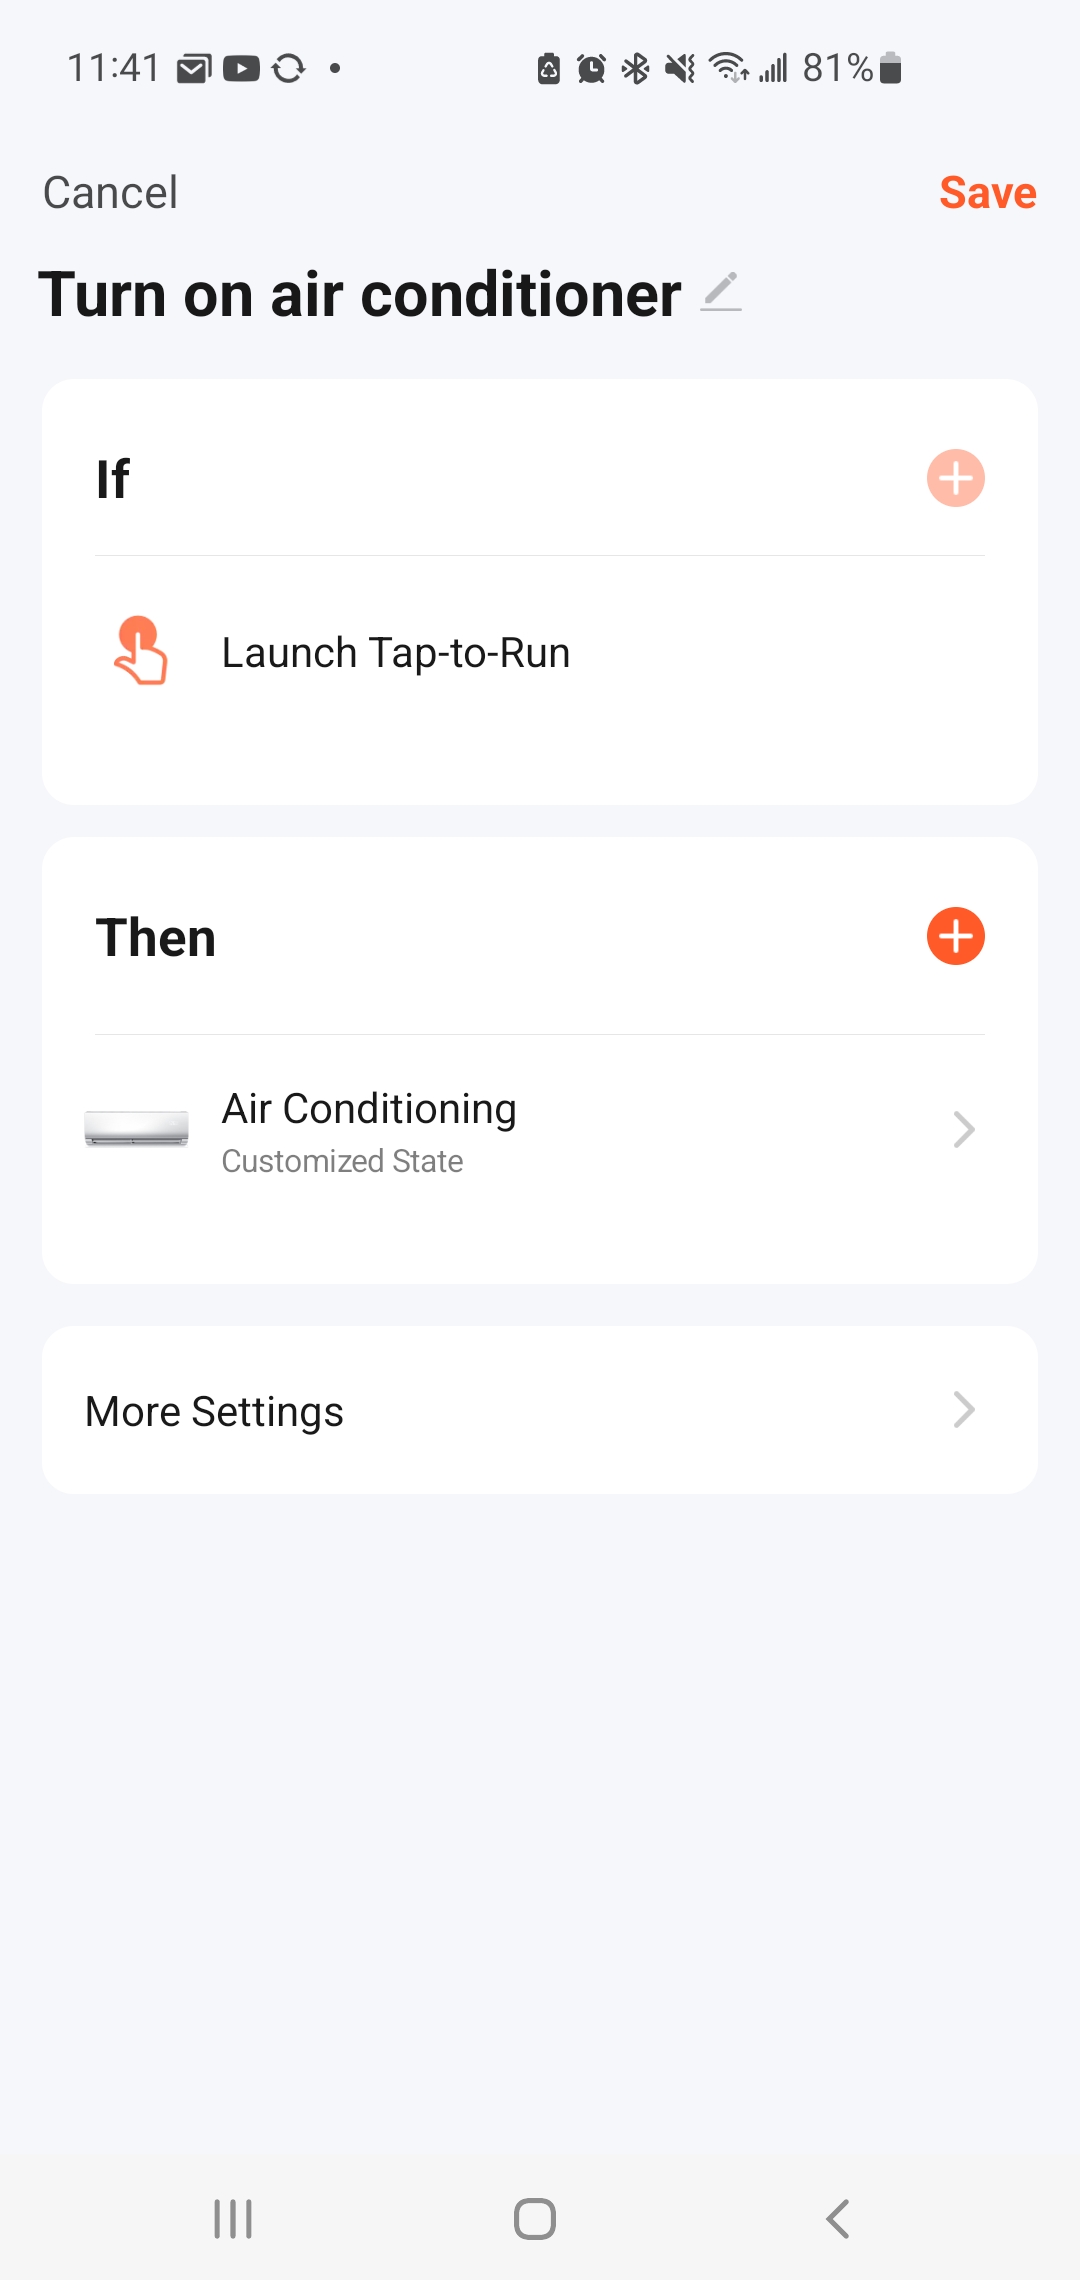 11:41
81%
Cancel
Save
Turn on air conditioner
If
Launch Tap-to-Run
Then
Air Conditioning
Customized State
More Settings